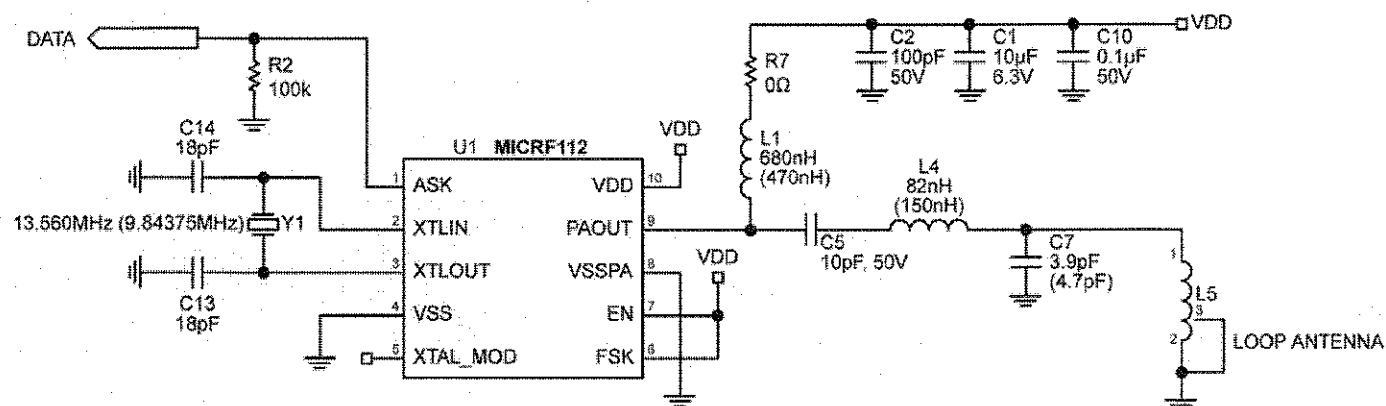 DATA
R2
100k
C14
18pF
13.560MHz (9.84375MHz)
Y1
C13
18pF
U1 MICRF112
1 ASK
2 XTLIN
3 XTLOUT
4 VSS
5 XTAL_MOD
VDD 10
PAOUT 9
VSSPA 8
EN 7
FSK 6
VDD
VDD
R7
0Ω
L1
680nH
(470nH)
C2
100pF
50V
C1
10µF
6.3V
C10
0.1µF
50V
VDD
C5
10pF, 50V
L4
82nH
(150nH)
C7
3.9pF
(4.7pF)
1
L5
3
2
LOOP ANTENNA